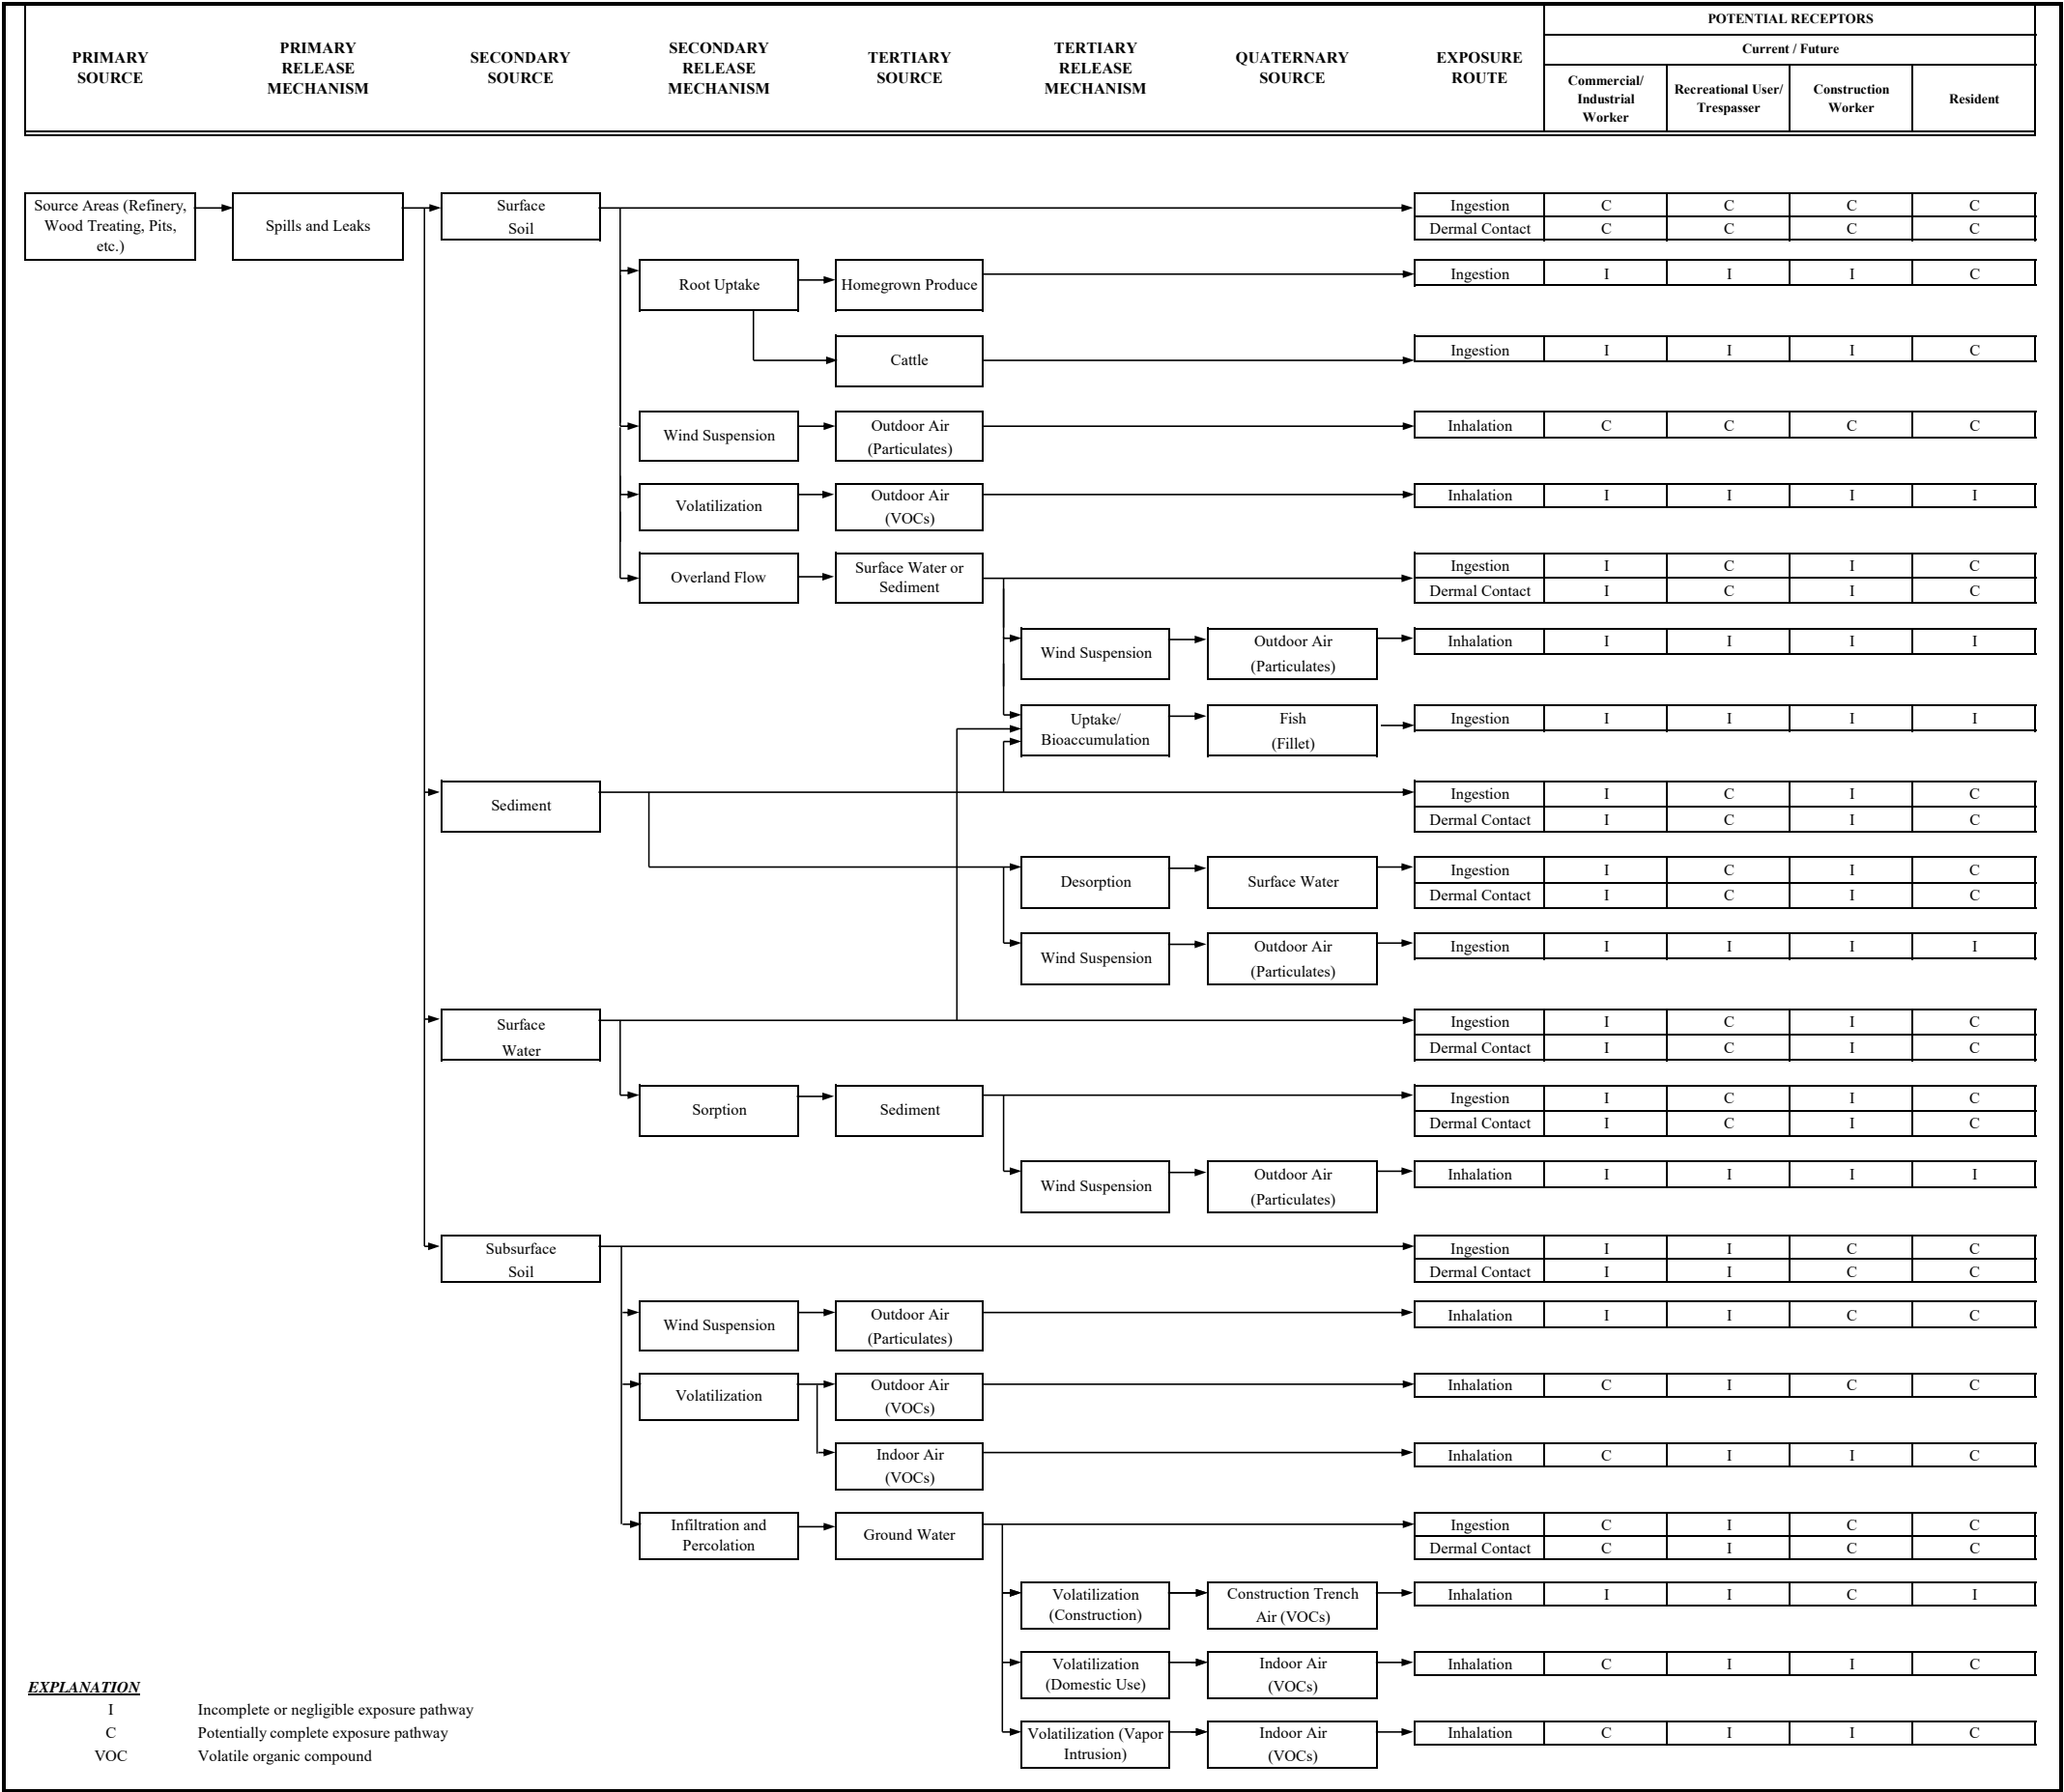 POTENTIAL RECEPTORS
Current / Future
PRIMARY
SOURCE
PRIMARY
RELEASE
MECHANISM
SECONDARY
SOURCE
SECONDARY
RELEASE
MECHANISM
TERTIARY
SOURCE
TERTIARY
RELEASE
MECHANISM
QUATERNARY
SOURCE
EXPOSURE
ROUTE
Commercial/
Industrial
Worker
Recreational User/
Trespasser
Construction
Worker
Resident
Source Areas (Refinery,
Wood Treating, Pits,
etc.)
Spills and Leaks
Surface
Soil
Ingestion C C C C
Dermal Contact C C C C
Root Uptake
Homegrown Produce
Ingestion I I I C
Cattle
Ingestion I I I C
Wind Suspension
Outdoor Air
(Particulates)
Inhalation C C C C
Volatilization
Outdoor Air
(VOCs)
Inhalation I I I I
Overland Flow
Surface Water or
Sediment
Ingestion I C I C
Dermal Contact I C I C
Wind Suspension
Outdoor Air
(Particulates)
Inhalation I I I I
Uptake/
Bioaccumulation
Fish
(Fillet)
Ingestion I I I I
Sediment
Ingestion I C I C
Dermal Contact I C I C
Desorption
Surface Water
Ingestion I C I C
Dermal Contact I C I C
Wind Suspension
Outdoor Air
(Particulates)
Ingestion I I I I
Surface
Water
Ingestion I C I C
Dermal Contact I C I C
Sorption
Sediment
Ingestion I C I C
Dermal Contact I C I C
Wind Suspension
Outdoor Air
(Particulates)
Inhalation I I I I
Subsurface
Soil
Ingestion I I C C
Dermal Contact I I C C
Wind Suspension
Outdoor Air
(Particulates)
Inhalation I I C C
Volatilization
Outdoor Air
(VOCs)
Inhalation C I C C
Indoor Air
(VOCs)
Inhalation C I I C
Infiltration and
Percolation
Ground Water
Ingestion C I C C
Dermal Contact C I C C
Volatilization
(Construction)
Construction Trench
Air (VOCs)
Inhalation I I C I
Volatilization
(Domestic Use)
Indoor Air
(VOCs)
Inhalation C I I C
Volatilization (Vapor
Intrusion)
Indoor Air
(VOCs)
Inhalation C I I C
EXPLANATION
I Incomplete or negligible exposure pathway
C Potentially complete exposure pathway
VOC Volatile organic compound